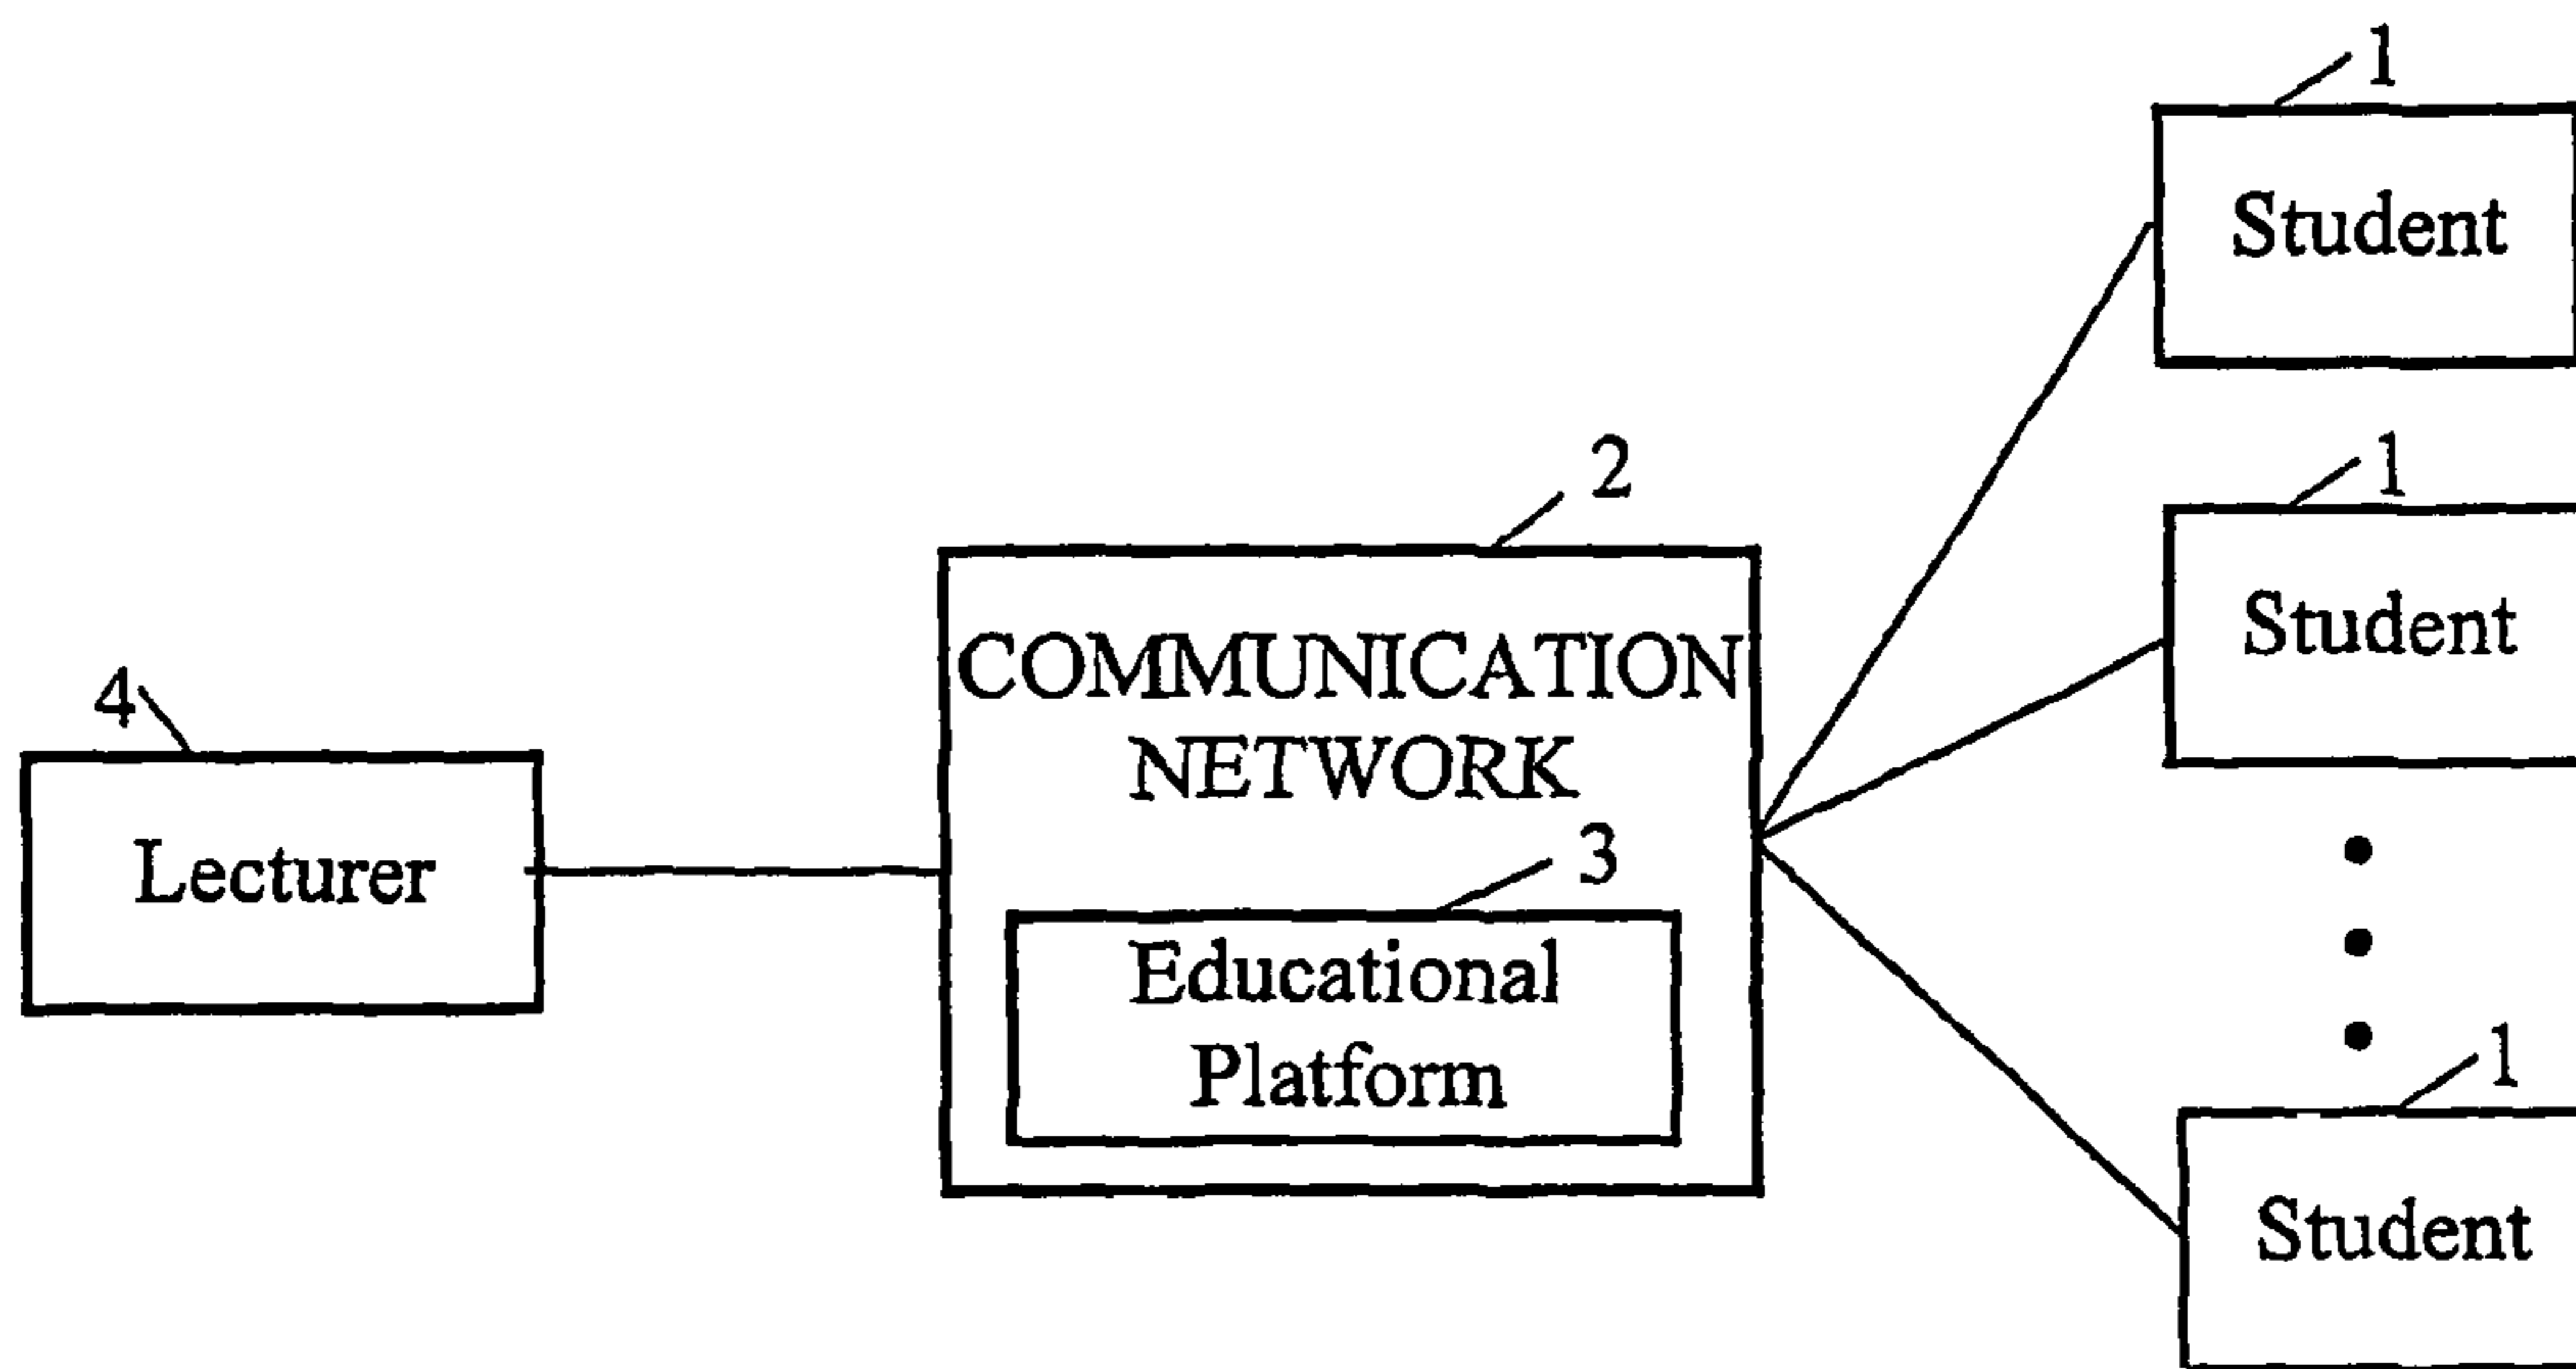 1
Student
1
Student
2
COMMUNICATION
NETWORK
4
Lecturer
3
Educational
Platform
1
Student